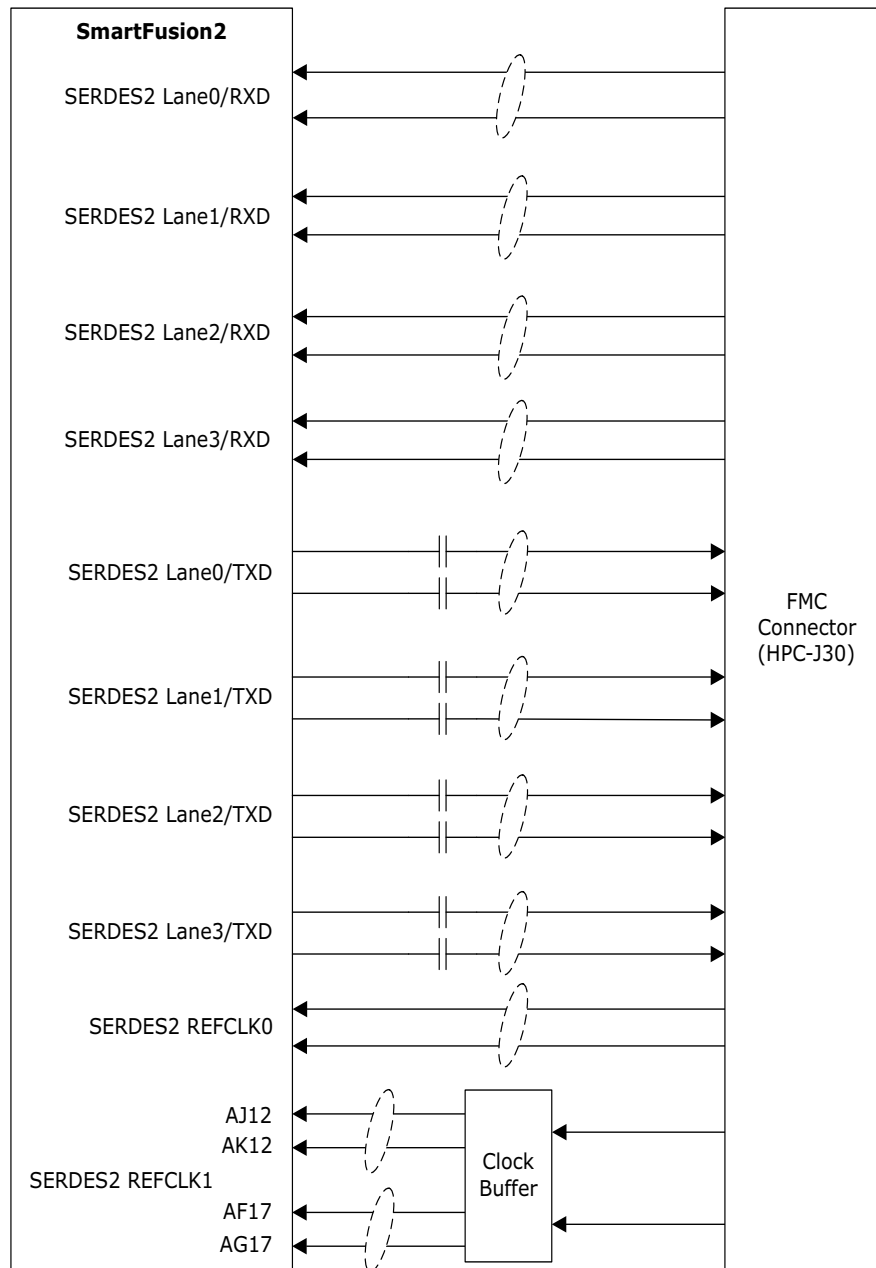 SmartFusion2
SERDES2 Lane0/RXD
SERDES2 Lane1/RXD
SERDES2 Lane2/RXD
SERDES2 Lane3/RXD
SERDES2 Lane0/TXD
FMC
Connector
(HPC-J30)
SERDES2 Lane1/TXD
SERDES2 Lane2/TXD
SERDES2 Lane3/TXD
SERDES2 REFCLK0
AJ12
AK12
Clock
Buffer
SERDES2 REFCLK1
AF17
AG17